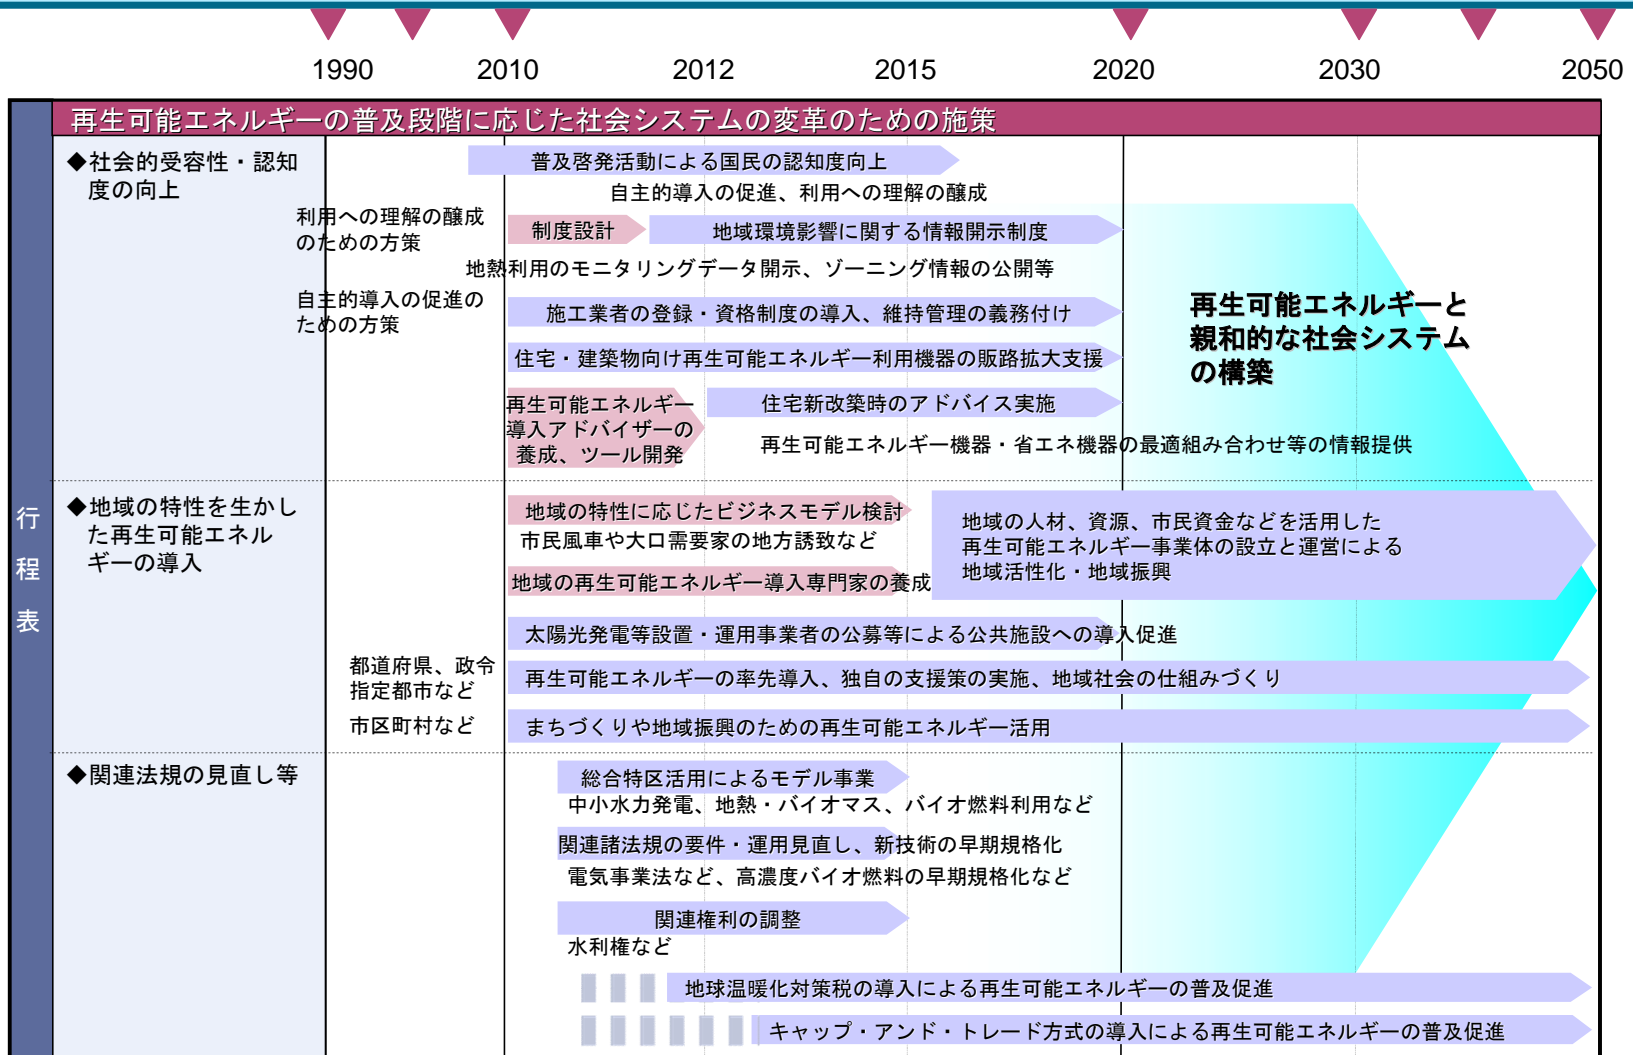 1990 2010 2012 2015 2020 2030 2050
再生可能エネルギーの普及段階に応じた社会システムの変革のための施策
行
程
表
◆社会的受容性・認知
度の向上
普及啓発活動による国民の認知度向上
自主的導入の促進、利用への理解の醸成
利用への理解の醸成
のための方策
制度設計
地域環境影響に関する情報開示制度
地熱利用のモニタリングデータ開示、ゾーニング情報の公開等
自主的導入の促進の
ための方策
施工業者の登録・資格制度の導入、維持管理の義務付け
住宅・建築物向け再生可能エネルギー利用機器の販路拡大支援
再生可能エネルギー
導入アドバイザーの
養成、ツール開発
住宅新改築時のアドバイス実施
再生可能エネルギー機器・省エネ機器の最適組み合わせ等の情報提供
再生可能エネルギーと
親和的な社会システム
の構築
◆地域の特性を生かし
た再生可能エネル
ギーの導入
地域の特性に応じたビジネスモデル検討
市民風車や大口需要家の地方誘致など
地域の再生可能エネルギー導入専門家の養成
地域の人材、資源、市民資金などを活用した
再生可能エネルギー事業体の設立と運営による
地域活性化・地域振興
太陽光発電等設置・運用事業者の公募等による公共施設への導入促進
都道府県、政令
指定都市など
再生可能エネルギーの率先導入、独自の支援策の実施、地域社会の仕組みづくり
市区町村など
まちづくりや地域振興のための再生可能エネルギー活用
◆関連法規の見直し等
総合特区活用によるモデル事業
中小水力発電、地熱・バイオマス、バイオ燃料利用など
関連諸法規の要件・運用見直し、新技術の早期規格化
電気事業法など、高濃度バイオ燃料の早期規格化など
関連権利の調整
水利権など
地球温暖化対策税の導入による再生可能エネルギーの普及促進
キャップ・アンド・トレード方式の導入による再生可能エネルギーの普及促進